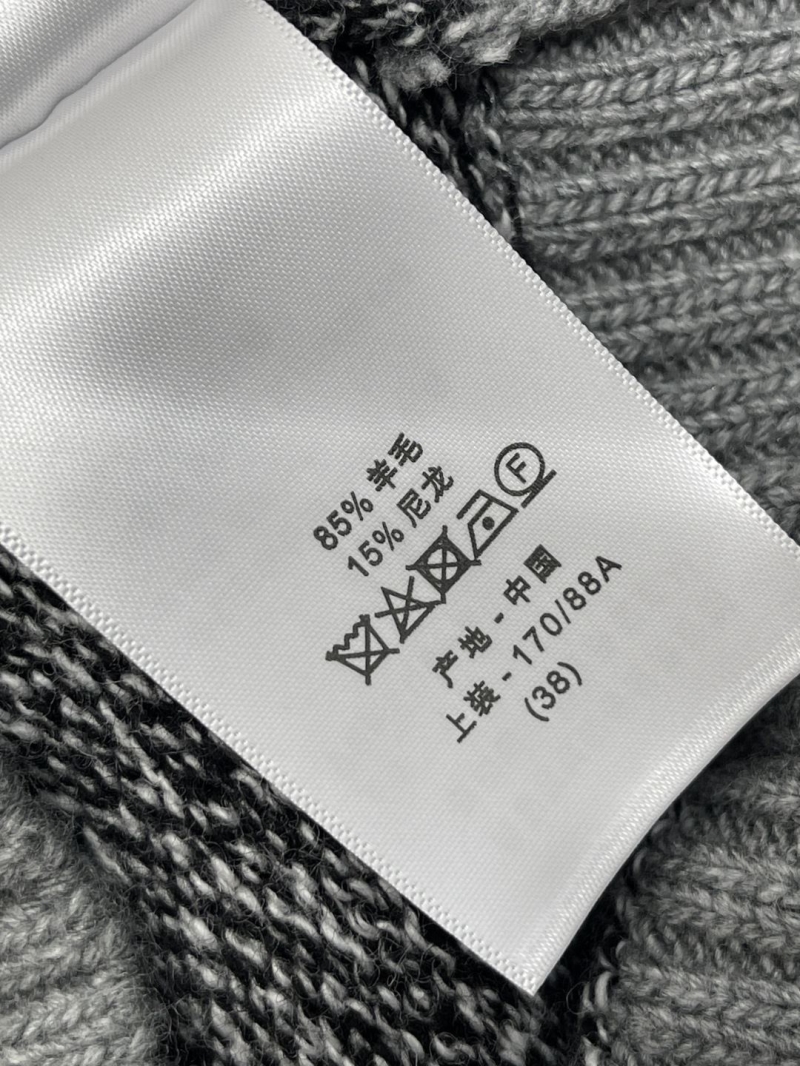 85% 羊毛
15% 尼龙
F
产地 - 中国
上装 - 170/88A
(38)